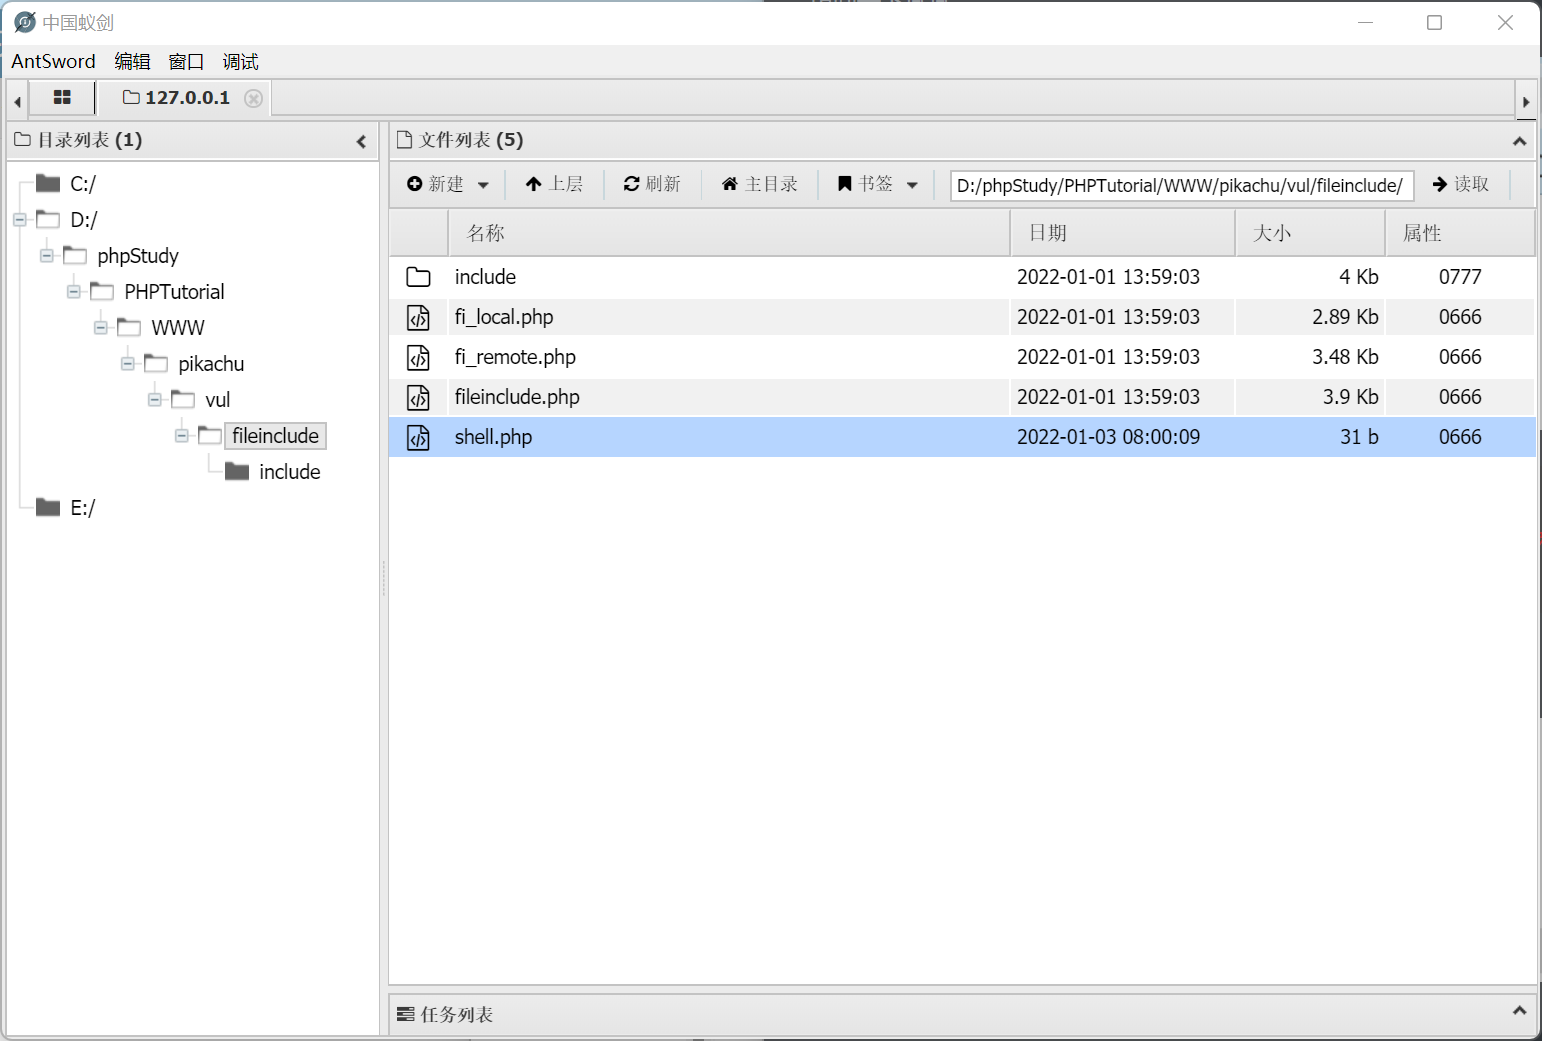 中国蚁剑
AntSword 编辑 窗口 调试
127.0.0.1
目录列表 (1)
C:/
D:/
phpStudy
PHPTutorial
WWW
pikachu
vul
fileinclude
include
E:/
文件列表 (5)
新建 上层 刷新 主目录 书签 D:/phpStudy/PHPTutorial/WWW/pikachu/vul/fileinclude/ 读取
名称 日期 大小 属性
include 2022-01-01 13:59:03 4 Kb 0777
fi_local.php 2022-01-01 13:59:03 2.89 Kb 0666
fi_remote.php 2022-01-01 13:59:03 3.48 Kb 0666
fileinclude.php 2022-01-01 13:59:03 3.9 Kb 0666
shell.php 2022-01-03 08:00:09 31 b 0666
任务列表